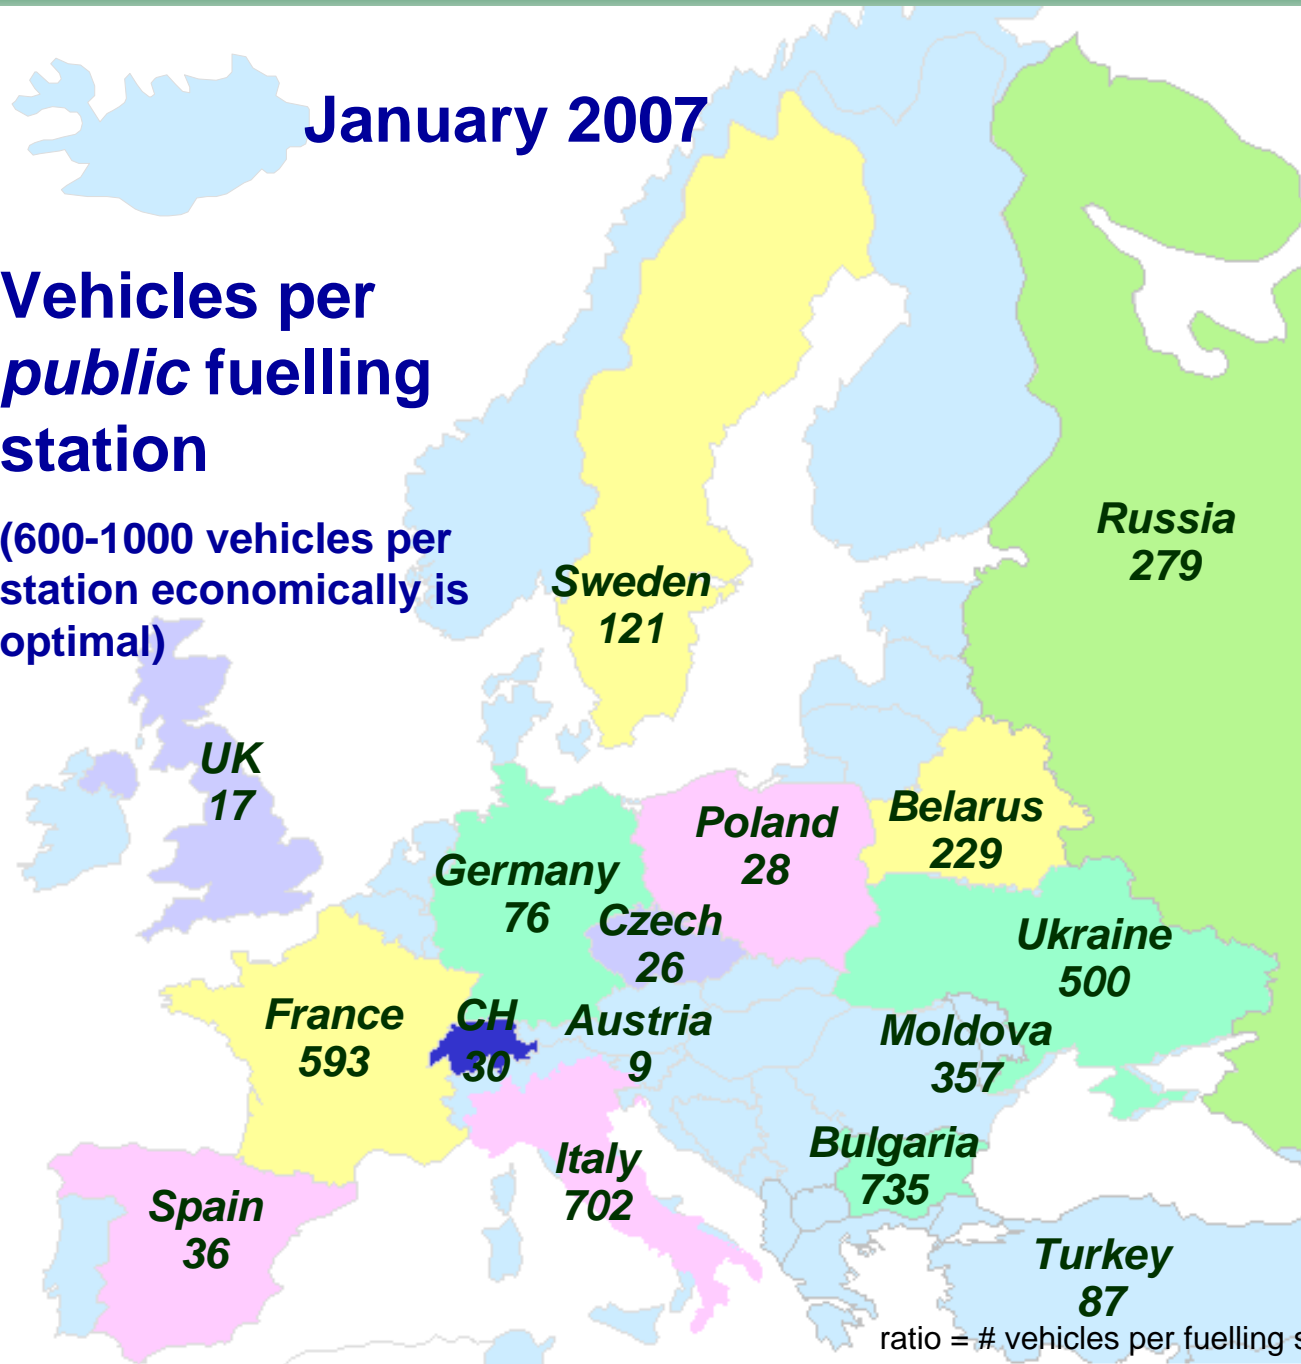 January 2007
Vehicles per
public fuelling
station
(600-1000 vehicles per
station economically is
optimal)
Russia
279
Sweden
121
UK
17
Belarus
229
Poland
28
Germany
76
Czech
26
Ukraine
500
France
593
CH
30
Austria
9
Moldova
357
Bulgaria
735
Italy
702
Spain
36
Turkey
87
ratio = # vehicles per fuelling